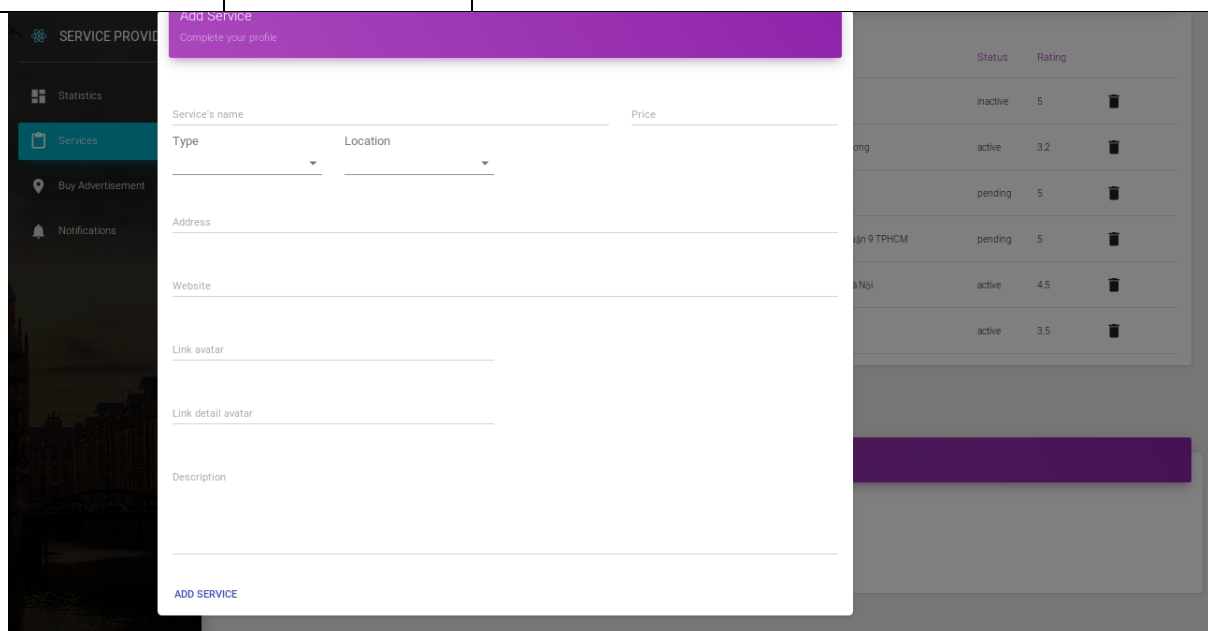 SERVICE PROVID
Statistics
Services
Buy Advertisement
Notifications
Add Service
Complete your profile
Service's name
Price
Type
Location
Address
Website
Link avatar
Link detail avatar
Description
ADD SERVICE
Status Rating
inactive 5
ơng active 3.2
pending 5
uận 9 TPHCM pending 5
à Nội active 4.5
active 3.5